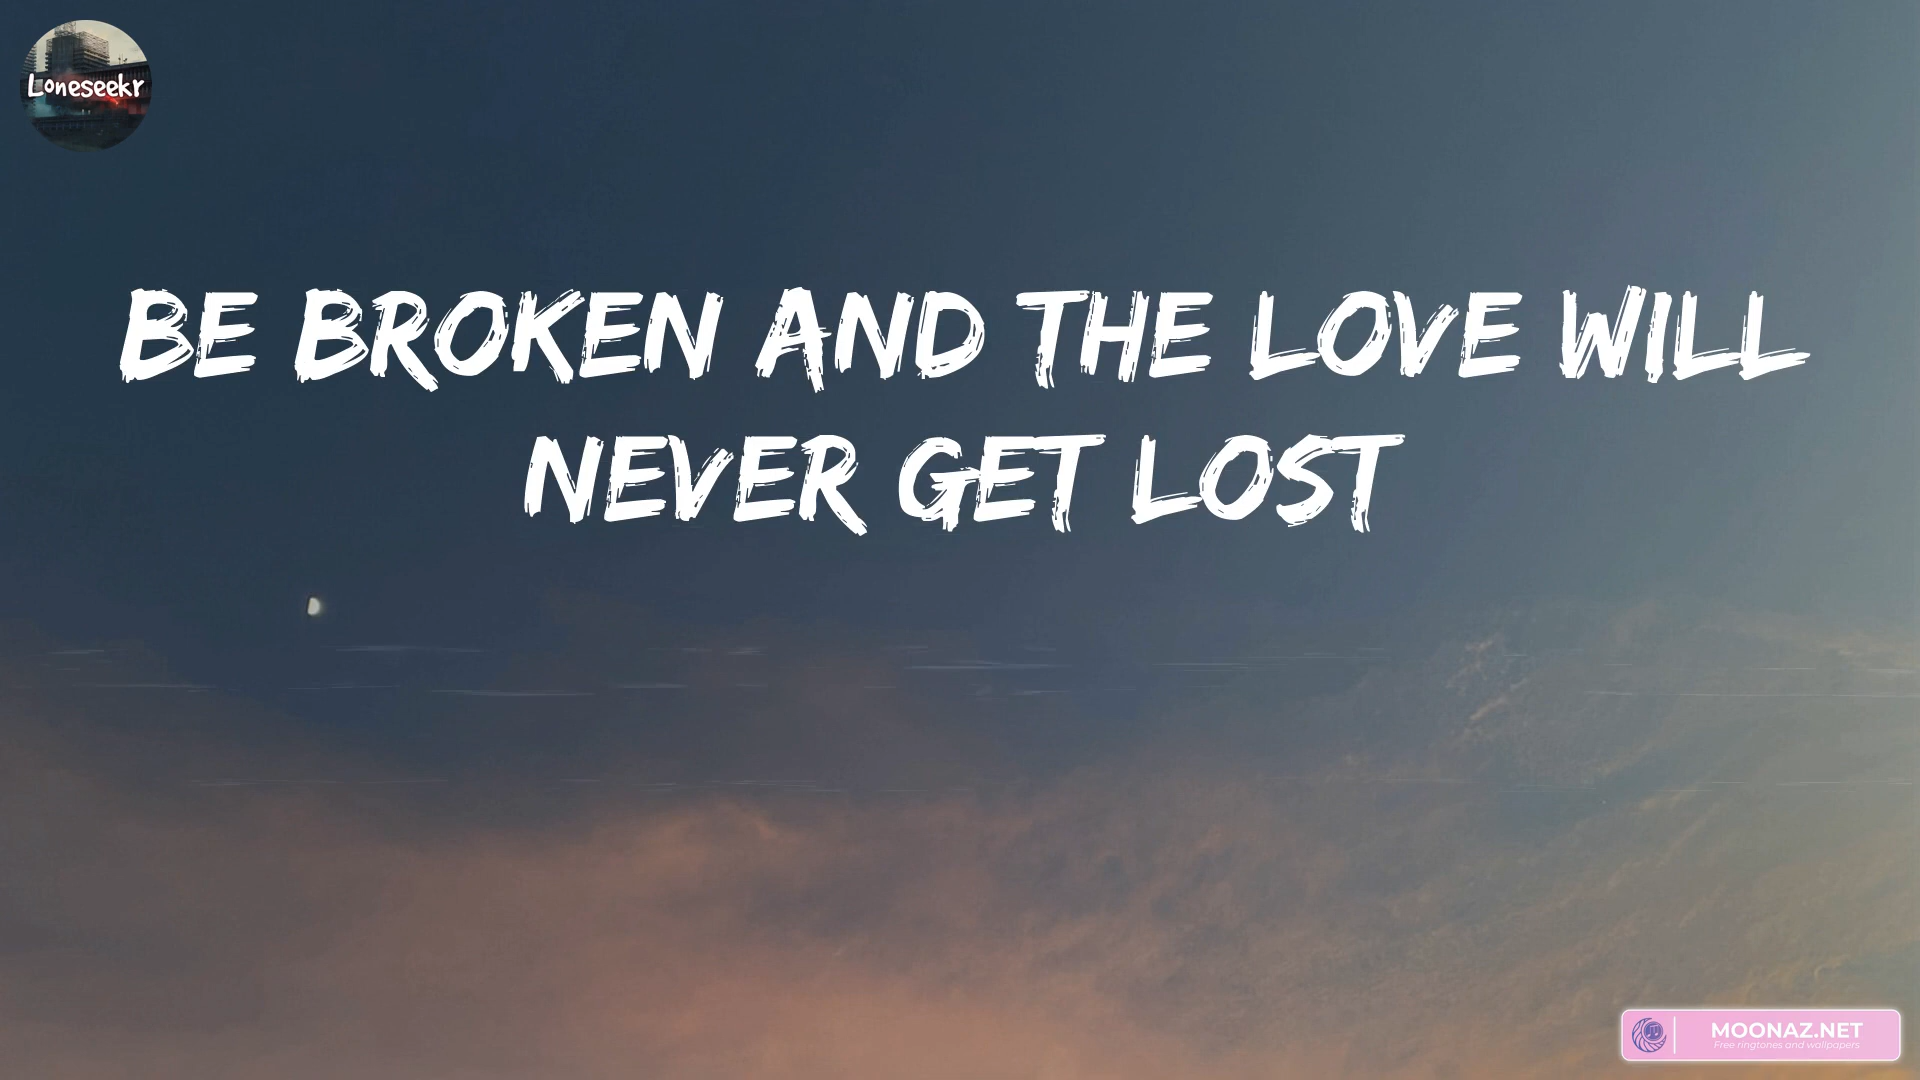 Loneseekr
BE BROKEN AND THE LOVE WILL
NEVER GET LOST
MOONAZ.NET
Free ringtones and wallpapers